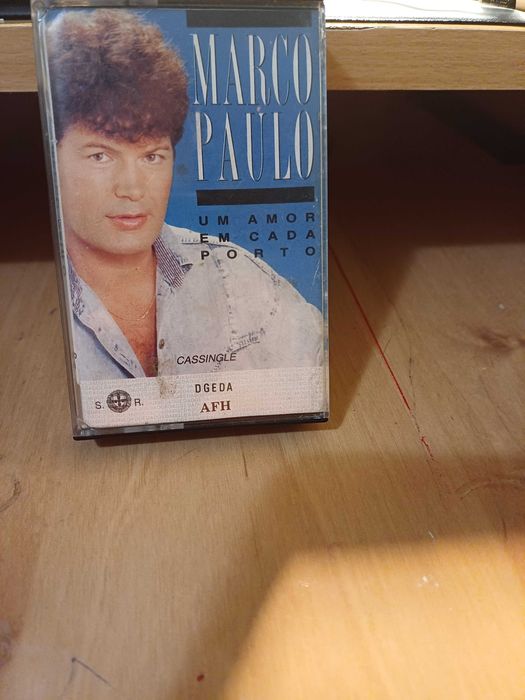 MARCO
PAULO
UM AMOR
EM CADA
PORTO
CASSINGLE
DGEDA
S. R.
AFH